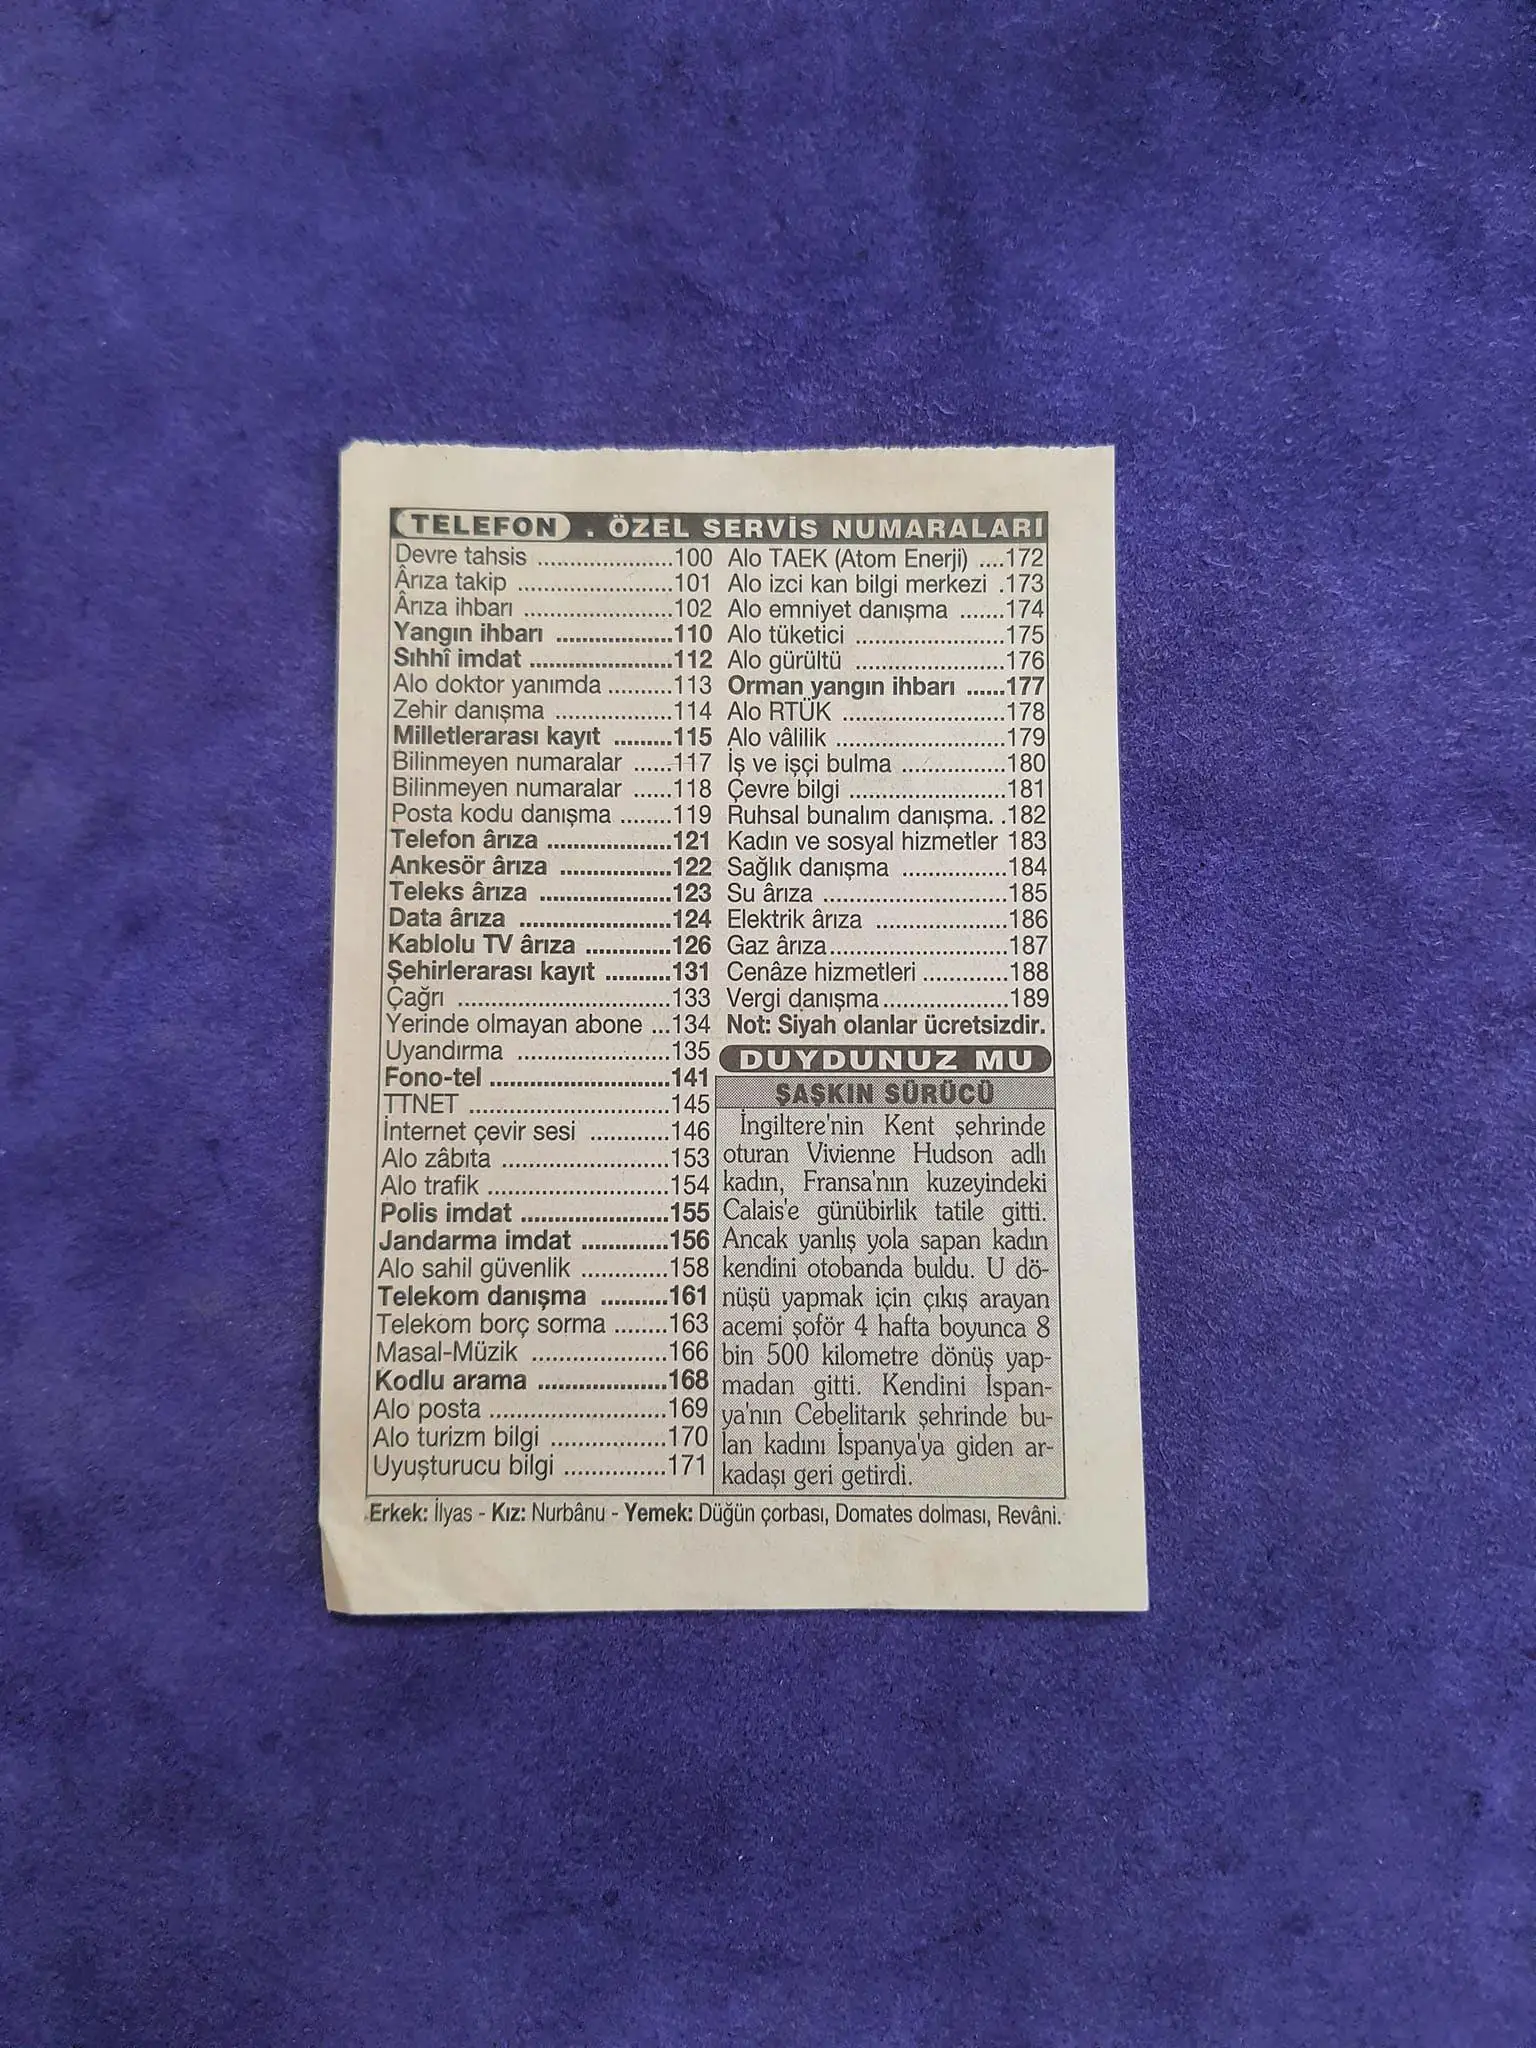 TELEFON . ÖZEL SERVİS NUMARALARI
Devre tahsis .....................100
Ârıza takip ........................101
Ârıza ihbarı .......................102
Yangın ihbarı ..................110
Sıhhî imdat ......................112
Alo doktor yanımda ..........113
Zehir danışma ..................114
Milletlerarası kayıt .........115
Bilinmeyen numaralar ......117
Bilinmeyen numaralar ......118
Posta kodu danışma ........119
Telefon ârıza ...................121
Ankesör ârıza .................122
Teleks ârıza ....................123
Data ârıza .......................124
Kablolu TV ârıza .............126
Şehirlerarası kayıt ..........131
Çağrı .................................133
Yerinde olmayan abone ...134
Uyandırma .......................135
Fono-tel ............................141
TTNET ..............................145
İnternet çevir sesi ............146
Alo zâbıta .........................153
Alo trafik ...........................154
Polis imdat ......................155
Jandarma imdat .............156
Alo sahil güvenlik .............158
Telekom danışma ..........161
Telekom borç sorma ........163
Masal-Müzik ....................166
Kodlu arama ...................168
Alo posta ..........................169
Alo turizm bilgi .................170
Uyuşturucu bilgi ...............171
Alo TAEK (Atom Enerji) ....172
Alo izci kan bilgi merkezi .173
Alo emniyet danışma .......174
Alo tüketici .......................175
Alo gürültü .......................176
Orman yangın ihbarı ......177
Alo RTÜK .........................178
Alo vâlilik ..........................179
İş ve işçi bulma ................180
Çevre bilgi ........................181
Ruhsal bunalım danışma. .182
Kadın ve sosyal hizmetler 183
Sağlık danışma ................184
Su ârıza ............................185
Elektrik ârıza ....................186
Gaz ârıza..........................187
Cenâze hizmetleri .............188
Vergi danışma...................189
Not: Siyah olanlar ücretsizdir.
DUYDUNUZ MU
ŞAŞKIN SÜRÜCÜ
İngiltere'nin Kent şehrinde
oturan Vivienne Hudson adlı
kadın, Fransa'nın kuzeyindeki
Calais'e günübirlik tatile gitti.
Ancak yanlış yola sapan kadın
kendini otobanda buldu. U dö-
nüşü yapmak için çıkış arayan
acemi şoför 4 hafta boyunca 8
bin 500 kilometre dönüş yap-
madan gitti. Kendini İspan-
ya'nın Cebelitarık şehrinde bu-
lan kadını İspanya'ya giden ar-
kadaşı geri getirdi.
Erkek: İlyas - Kız: Nurbânu - Yemek: Düğün çorbası, Domates dolması, Revâni.